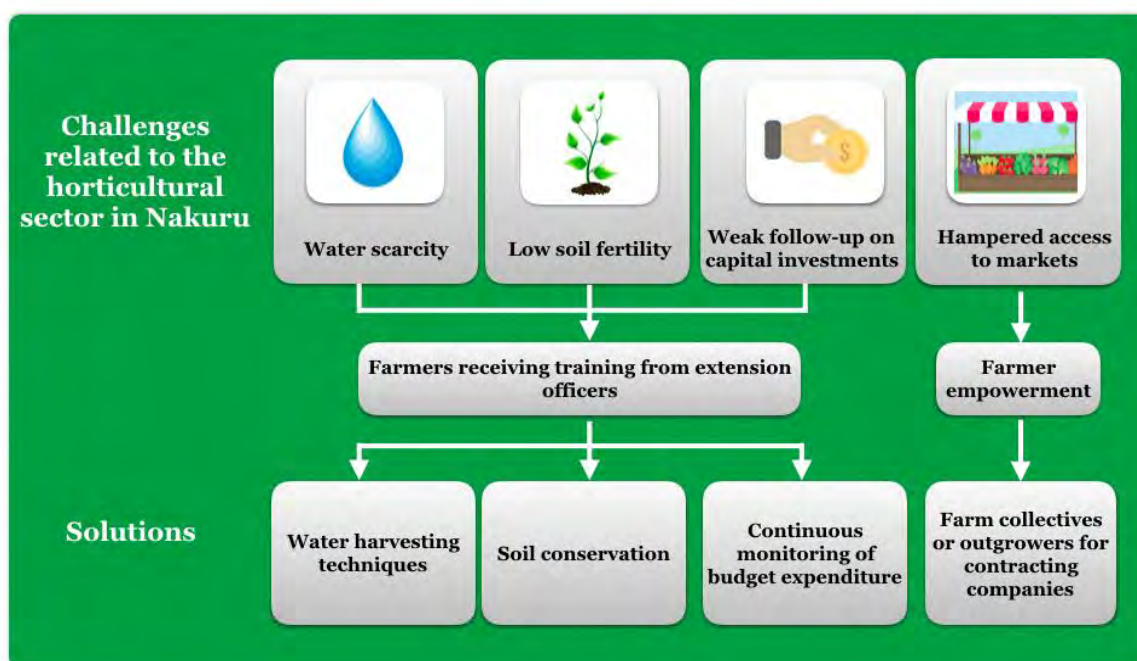 Challenges
related to the
horticultural
sector in Nakuru
Water scarcity
Low soil fertility
Weak follow-up on
capital investments
Hampered access
to markets
Farmers receiving training from extension
officers
Farmer
empowerment
Solutions
Water harvesting
techniques
Soil conservation
Continuous
monitoring of
budget expenditure
Farm collectives
or outgrowers for
contracting
companies
$